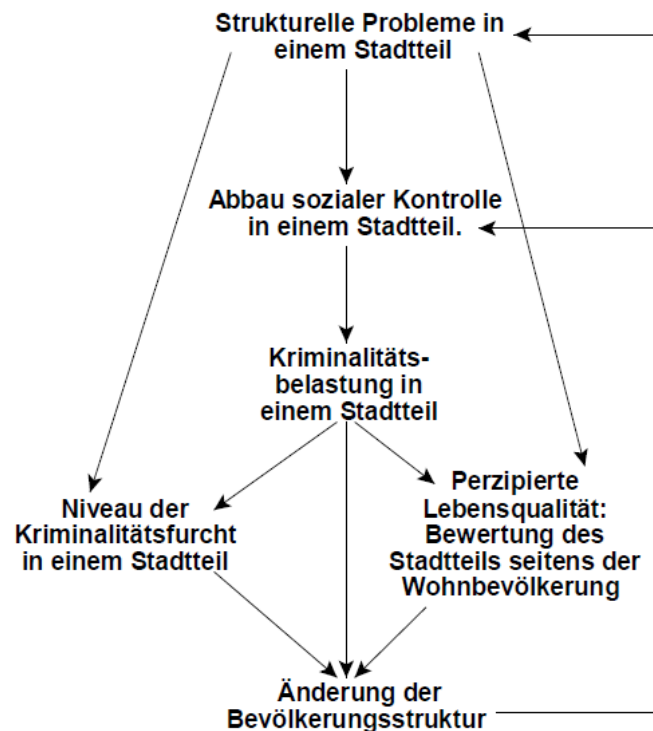 Strukturelle Probleme in
einem Stadtteil
Abbau sozialer Kontrolle
in einem Stadtteil.
Kriminalitäts-
belastung in
einem Stadtteil
Niveau der
Kriminalitätsfurcht
in einem Stadtteil
Perzipierte
Lebensqualität:
Bewertung des
Stadtteils seitens der
Wohnbevölkerung
Änderung der
Bevölkerungsstruktur